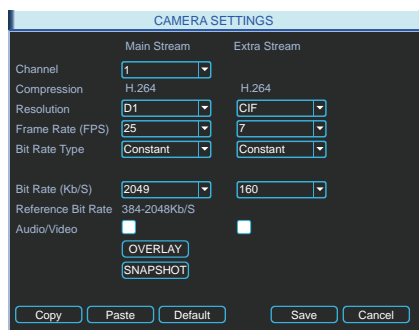 CAMERA SETTINGS
Main Stream Extra Stream
Channel 1
Compression H.264 H.264
Resolution D1 CIF
Frame Rate (FPS) 25 7
Bit Rate Type Constant Constant
Bit Rate (Kb/S) 2049 160
Reference Bit Rate 384-2048Kb/S
Audio/Video
OVERLAY
SNAPSHOT
Copy Paste Default Save Cancel